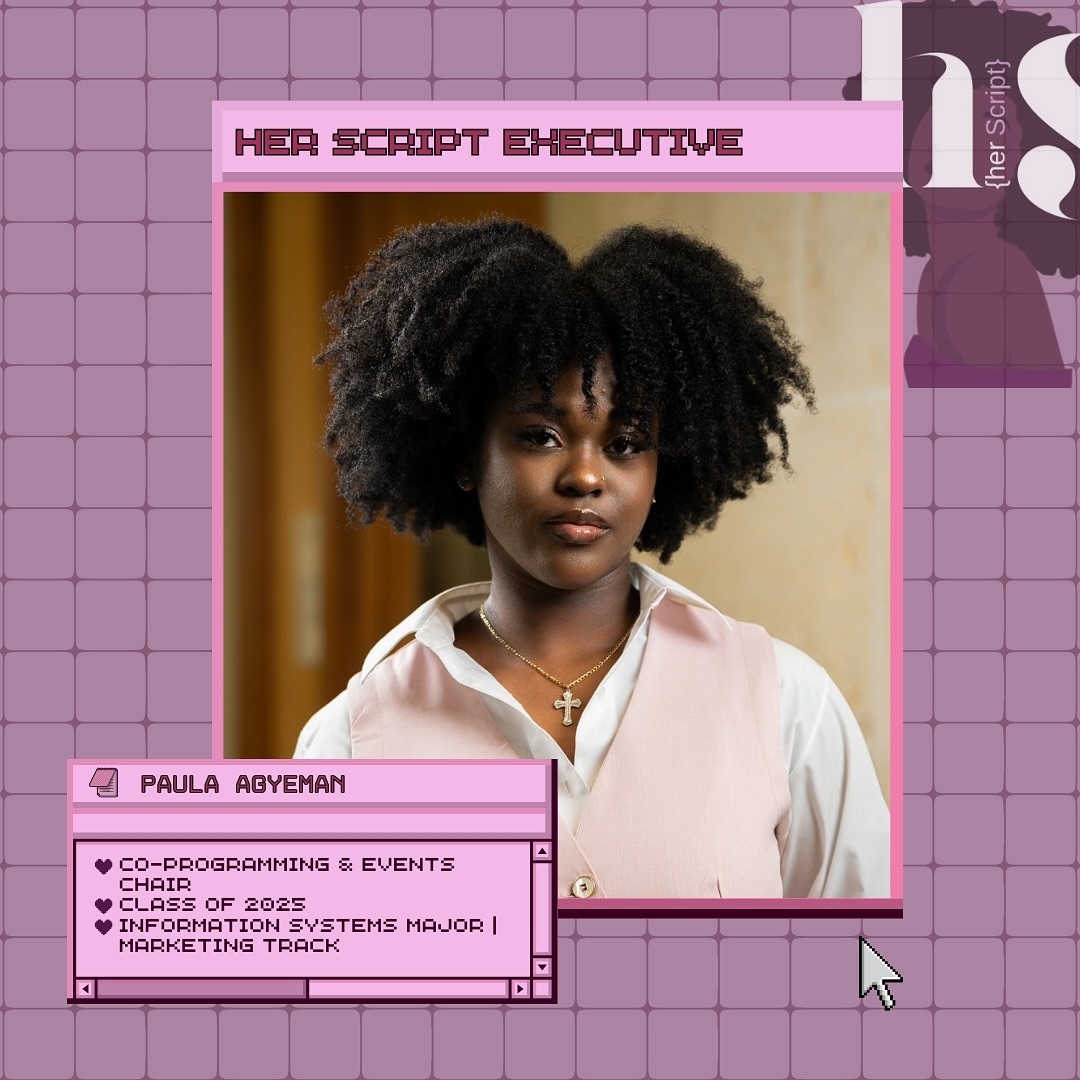 hs
{her Script}
HER SCRIPT EXECUTIVE
PAULA AGYEMAN
CO-PROGRAMMING & EVENTS
CHAIR
CLASS OF 2025
INFORMATION SYSTEMS MAJOR |
MARKETING TRACK